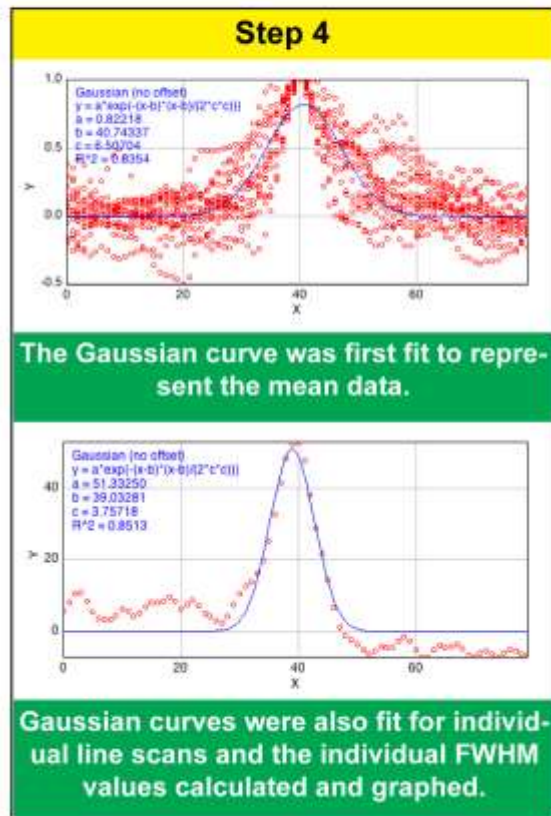 Step 4
Gaussian (no offset)
y = a*exp(-(x-b)*(x-b)/(2*c*c)))
a = 0.82218
b = 40.74337
c = 6.50704
R^2 = 0.8354
1.0
0.5
0.0
-0.5
Y
0
20
40
60
X
The Gaussian curve was first fit to repre-
sent the mean data.
Gaussian (no offset)
y = a*exp(-(x-b)*(x-b)/(2*c*c)))
a = 51.33250
b = 39.03281
c = 3.75718
R^2 = 0.8513
40
20
0
Y
0
20
40
60
X
Gaussian curves were also fit for individ-
ual line scans and the individual FWHM
values calculated and graphed.